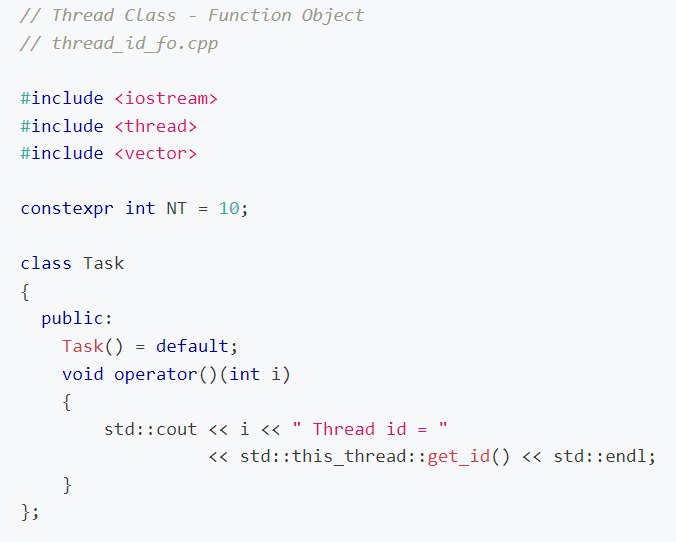 // Thread Class - Function Object
// thread_id_fo.cpp

#include <iostream>
#include <thread>
#include <vector>

constexpr int NT = 10;

class Task
{
  public:
    Task() = default;
    void operator()(int i)
    {
        std::cout << i << " Thread id = "
                  << std::this_thread::get_id() << std::endl;
    }
};